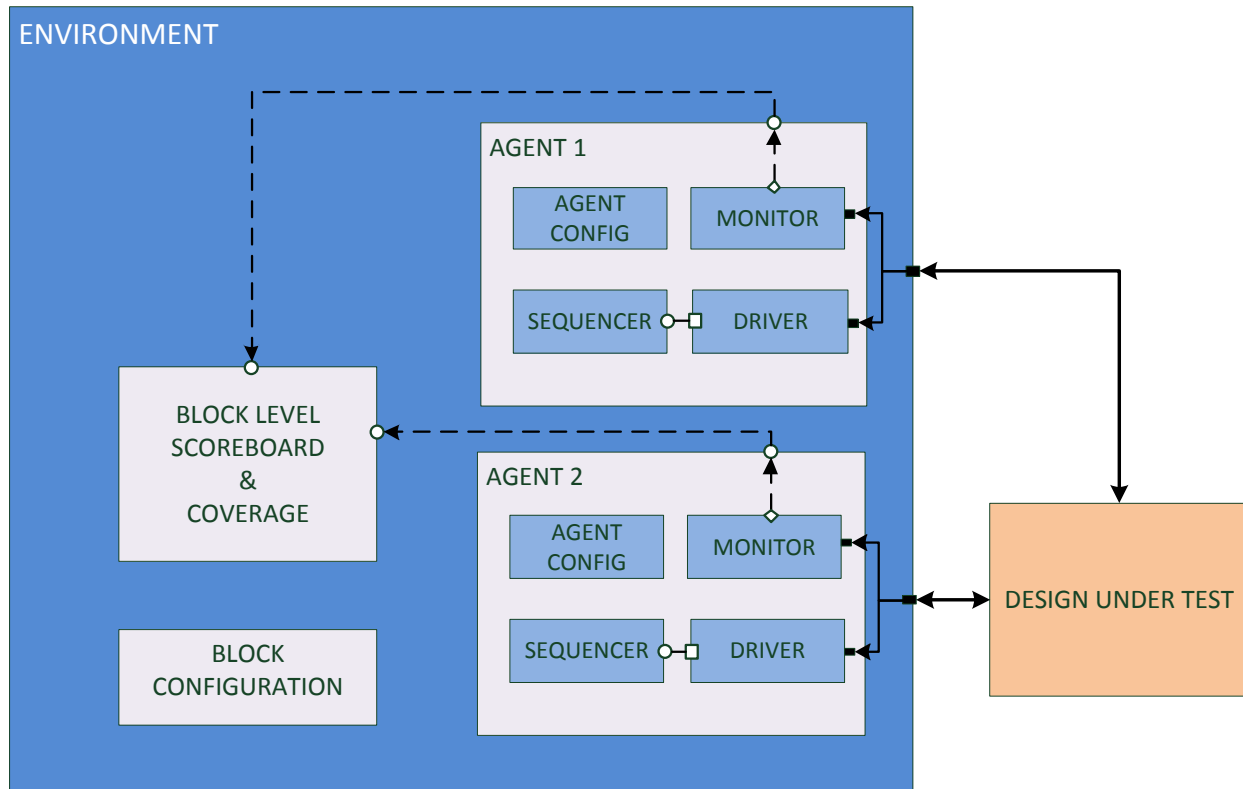 ENVIRONMENT
AGENT 1
AGENT
CONFIG
MONITOR
SEQUENCER
DRIVER
BLOCK LEVEL
SCOREBOARD
&
COVERAGE
AGENT 2
AGENT
CONFIG
MONITOR
SEQUENCER
DRIVER
BLOCK
CONFIGURATION
DESIGN UNDER TEST